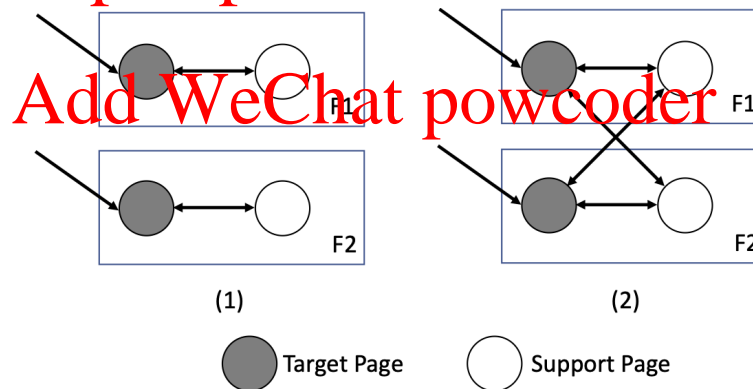 F1
F1
Add WeChat powcoder
F2
F2
(1)
(2)
Target Page
Support Page